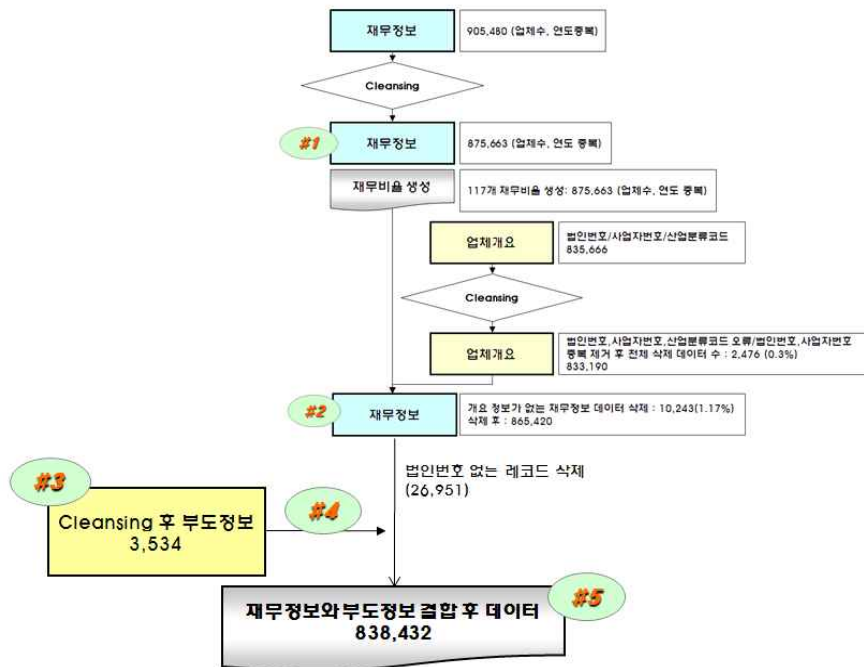 재무정보
905,480 (업체수, 연도중복)
Cleansing
#1
재무정보
875,663 (업체수, 연도 중복)
재무비율 생성
117개 재무비율 생성: 875,663 (업체수, 연도 중복)
업체개요
법인번호/사업자번호/산업분류코드
835,666
Cleansing
업체개요
법인번호,사업자번호,산업분류코드 오류/법인번호,사업자번호
중복 제거 후 전체 삭제 데이터 수 : 2,476 (0.3%)
833,190
#2
재무정보
개요 정보가 없는 재무정보 데이터 삭제 : 10,243(1.17%)
삭제 후 : 865,420
법인번호 없는 레코드 삭제
(26,951)
#3
Cleansing 후 부도정보
3,534
#4
#5
재무정보와 부도정보 결합 후 데이터
838,432